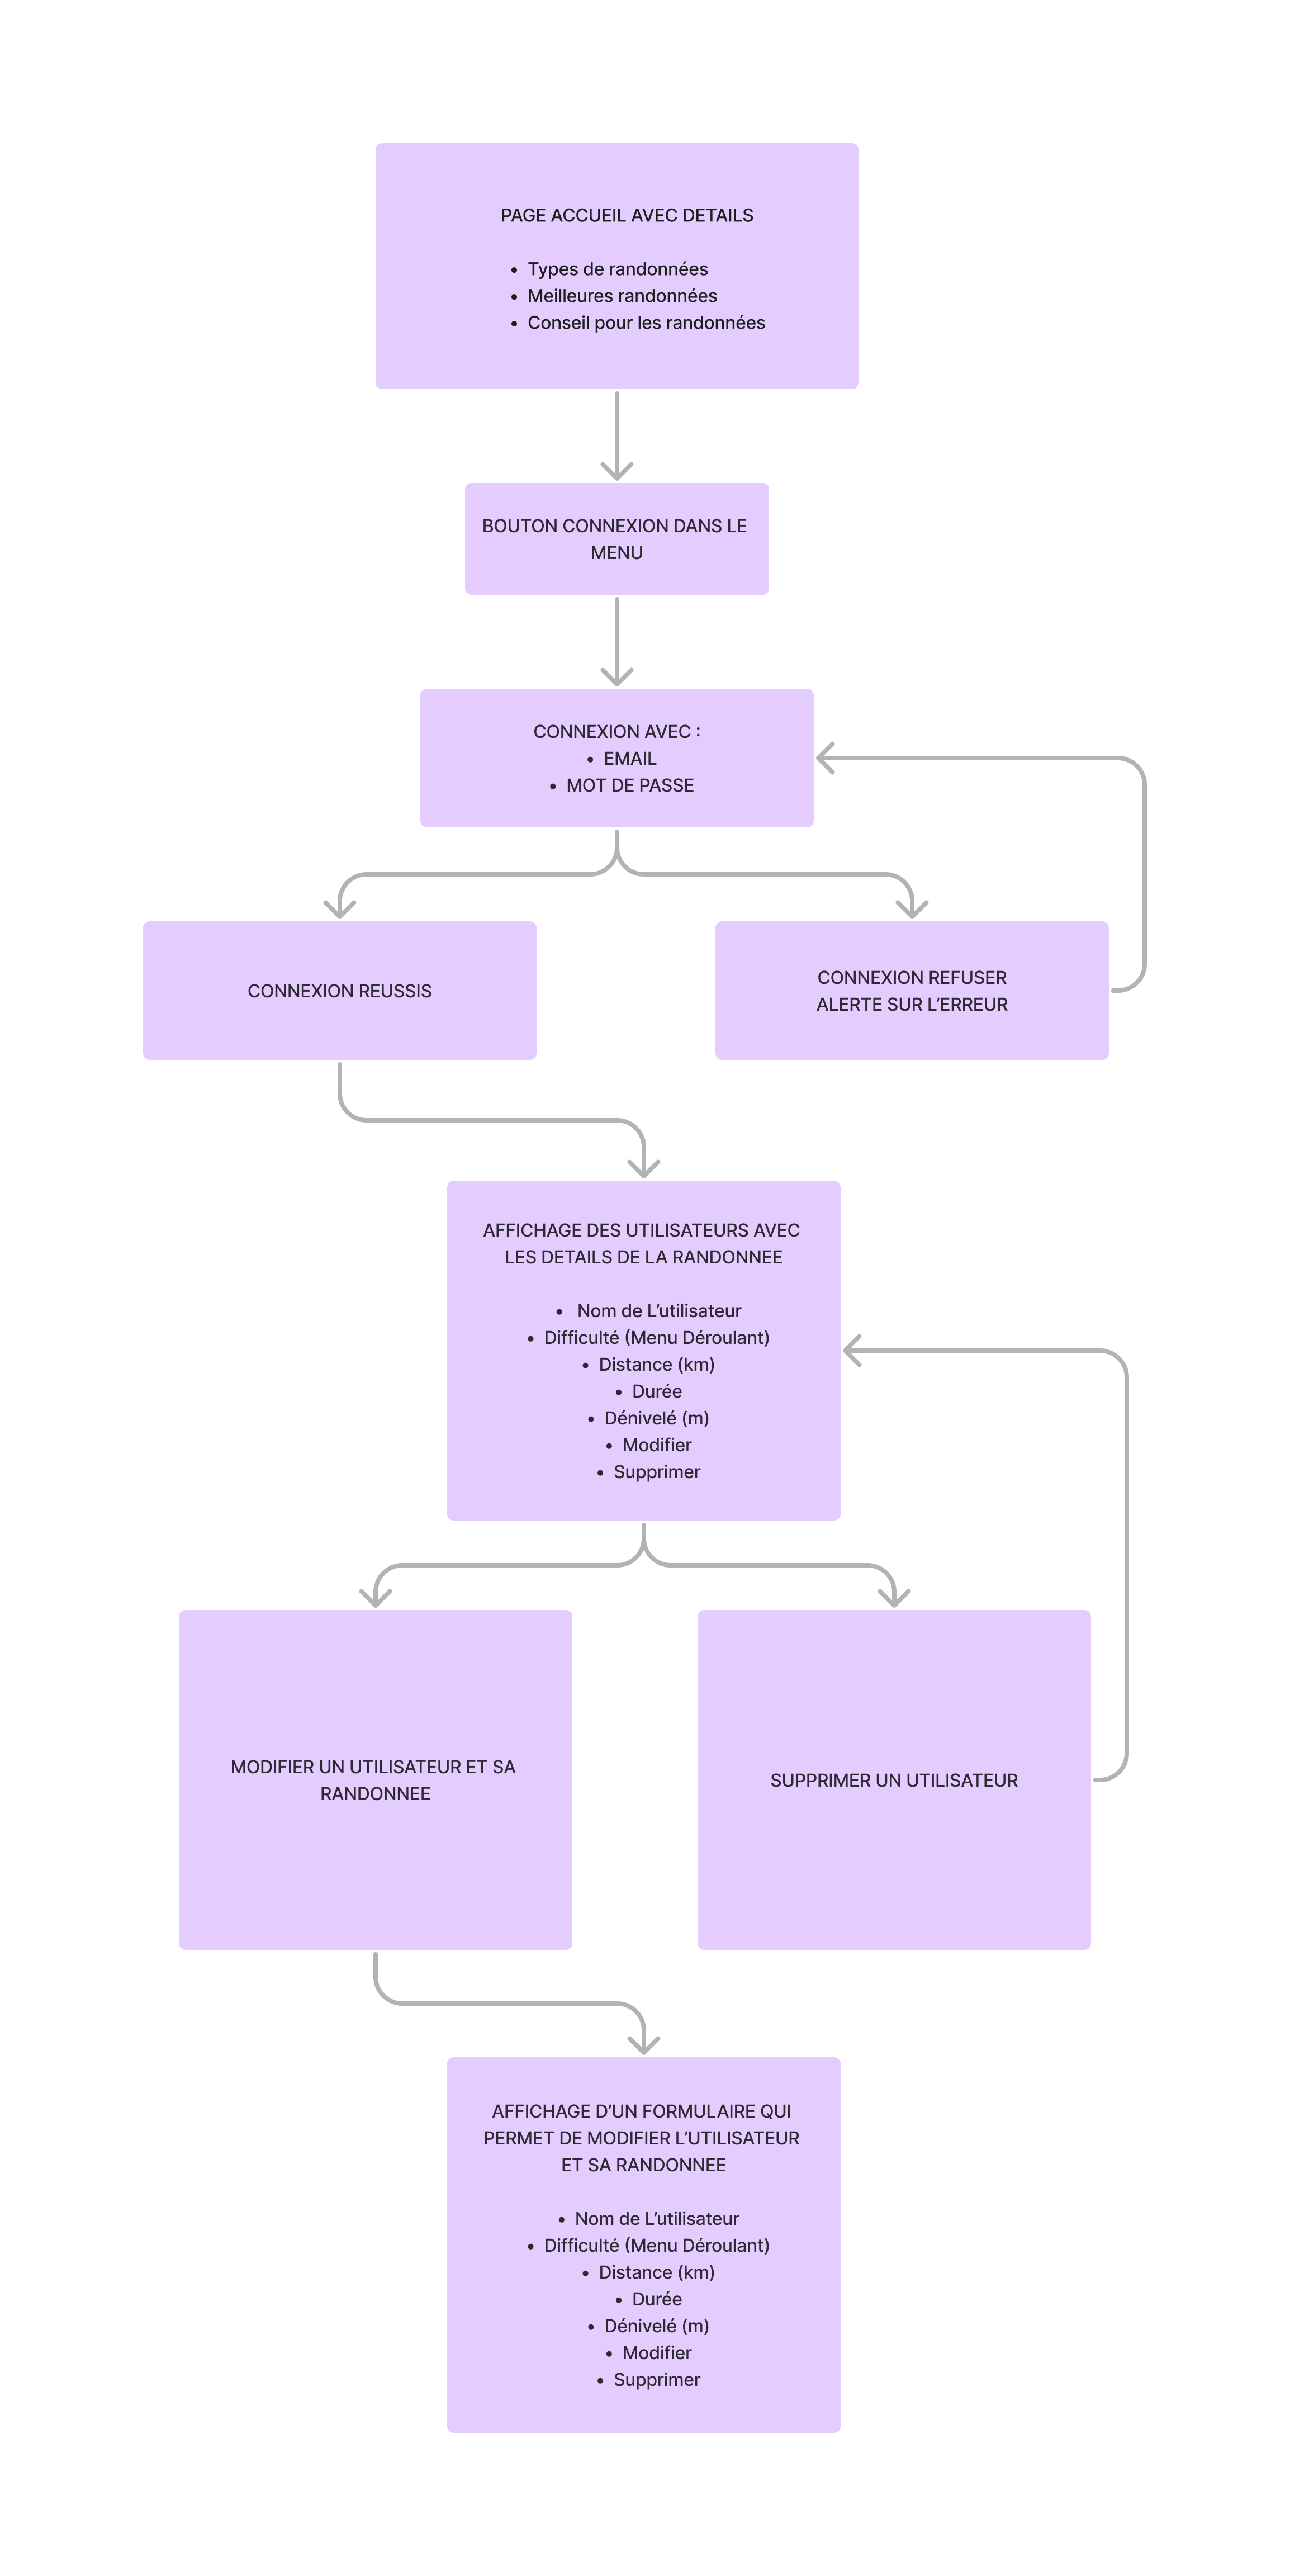 PAGE ACCUEIL AVEC DETAILS
• Types de randonnées
• Meilleures randonnées
• Conseil pour les randonnées
BOUTON CONNEXION DANS LE
MENU
CONNEXION AVEC :
• EMAIL
• MOT DE PASSE
CONNEXION REUSSIS
CONNEXION REFUSER
ALERTE SUR L’ERREUR
AFFICHAGE DES UTILISATEURS AVEC
LES DETAILS DE LA RANDONNEE
• Nom de L’utilisateur
• Difficulté (Menu Déroulant)
• Distance (km)
• Durée
• Dénivelé (m)
• Modifier
• Supprimer
MODIFIER UN UTILISATEUR ET SA
RANDONNEE
SUPPRIMER UN UTILISATEUR
AFFICHAGE D’UN FORMULAIRE QUI
PERMET DE MODIFIER L’UTILISATEUR
ET SA RANDONNEE
• Nom de L’utilisateur
• Difficulté (Menu Déroulant)
• Distance (km)
• Durée
• Dénivelé (m)
• Modifier
• Supprimer